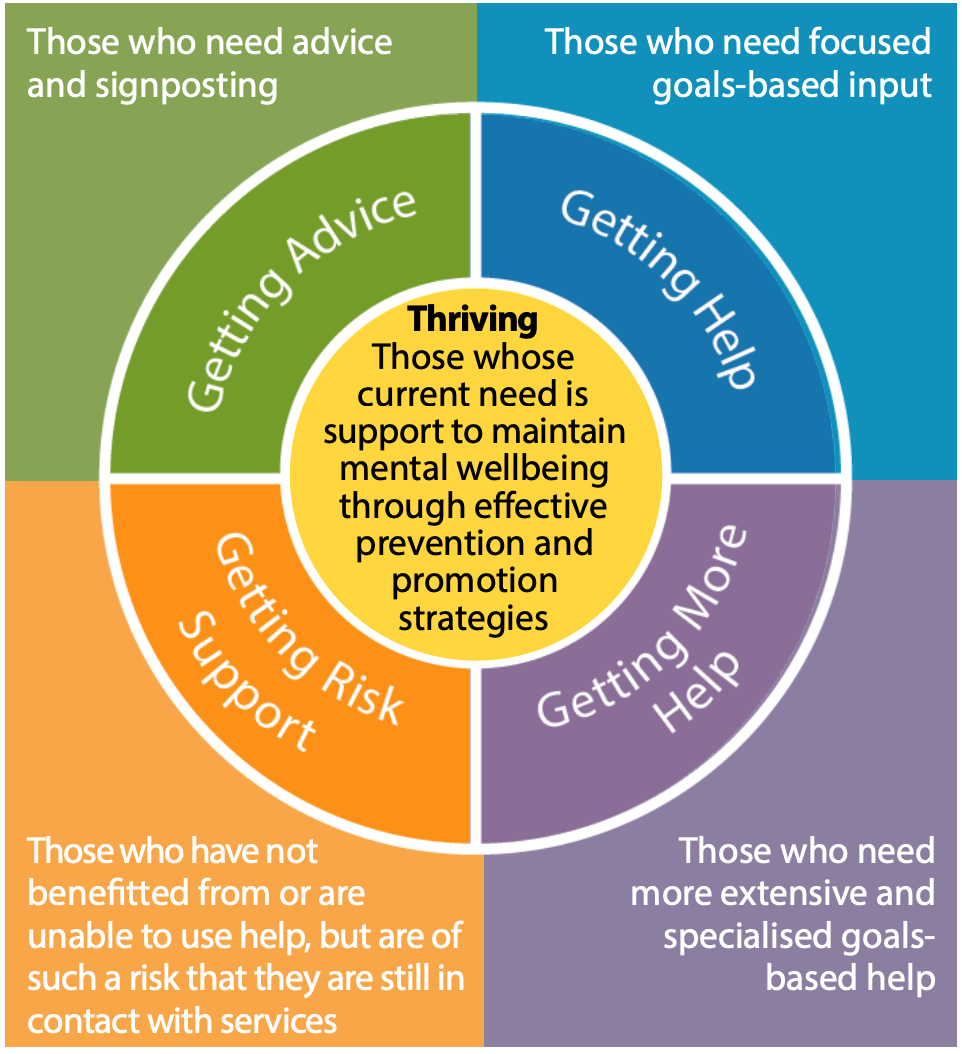 Those who need advice
and signposting
Those who need focused
goals-based input
Getting Advice
Getting Help
Thriving
Those whose
current need is
support to maintain
mental wellbeing
through effective
prevention and
promotion
strategies
Getting Risk
Support
Getting More
Help
Those who have not
benefitted from or are
unable to use help, but are of
such a risk that they are still in
contact with services
Those who need
more extensive and
specialised goals-
based help